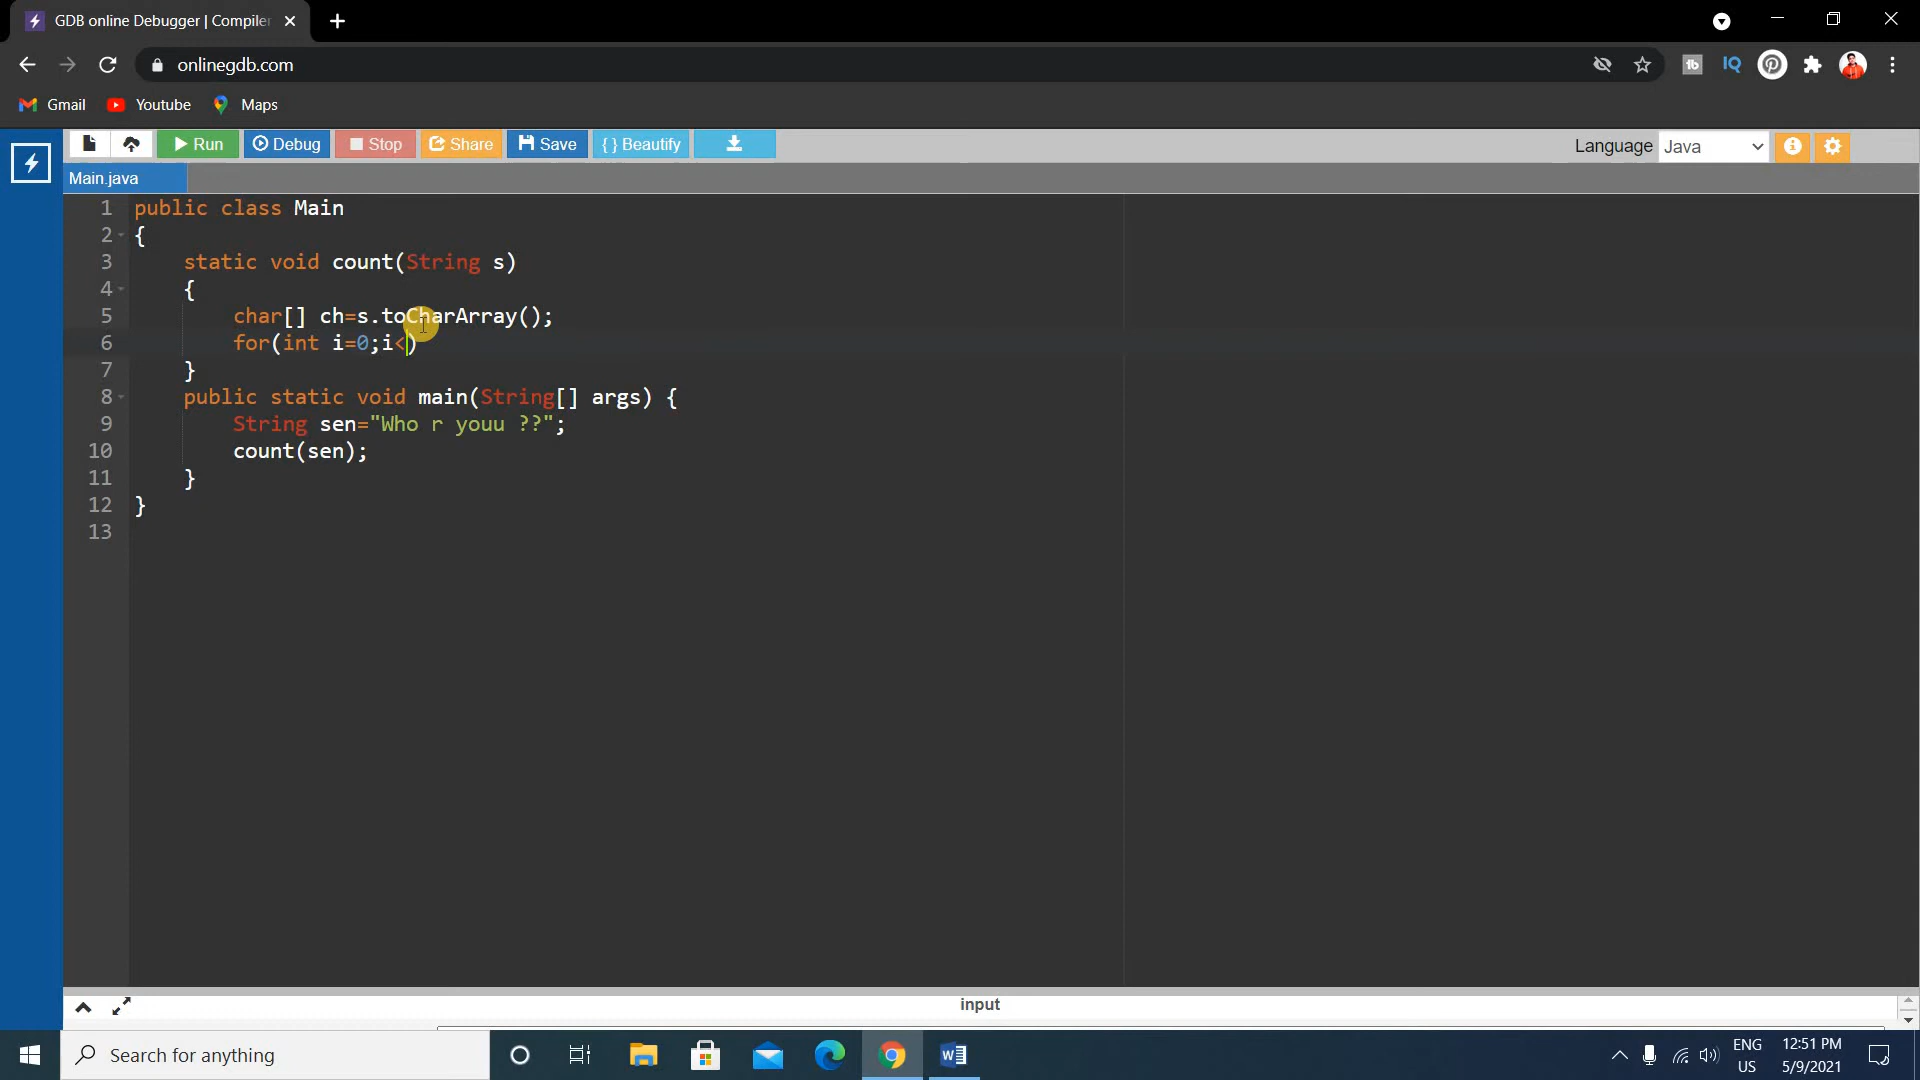 GDB online Debugger | Compiler
onlinegdb.com
tb
IQ
Gmail
Youtube
Maps
Run
Debug
Stop
Share
Save
{ } Beautify
Language
Java
Main.java
1 public class Main
2 {
3 static void count(String s)
4 {
5 char[] ch=s.toCharArray();
6 for(int i=0;i<)
7 }
8 public static void main(String[] args) {
9 String sen="Who r youu ??";
10 count(sen);
11 }
12 }
13
input
Search for anything
W
ENG
US
12:51 PM
5/9/2021